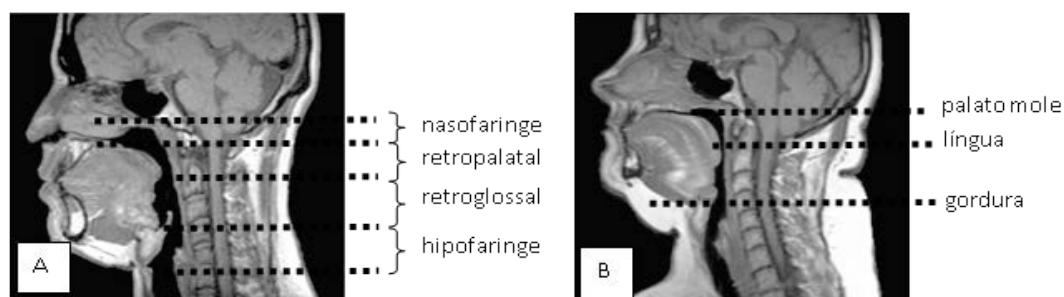 nasofaringe
retropalatal
retroglossal
hipofaringe
A
palato mole
língua
gordura
B